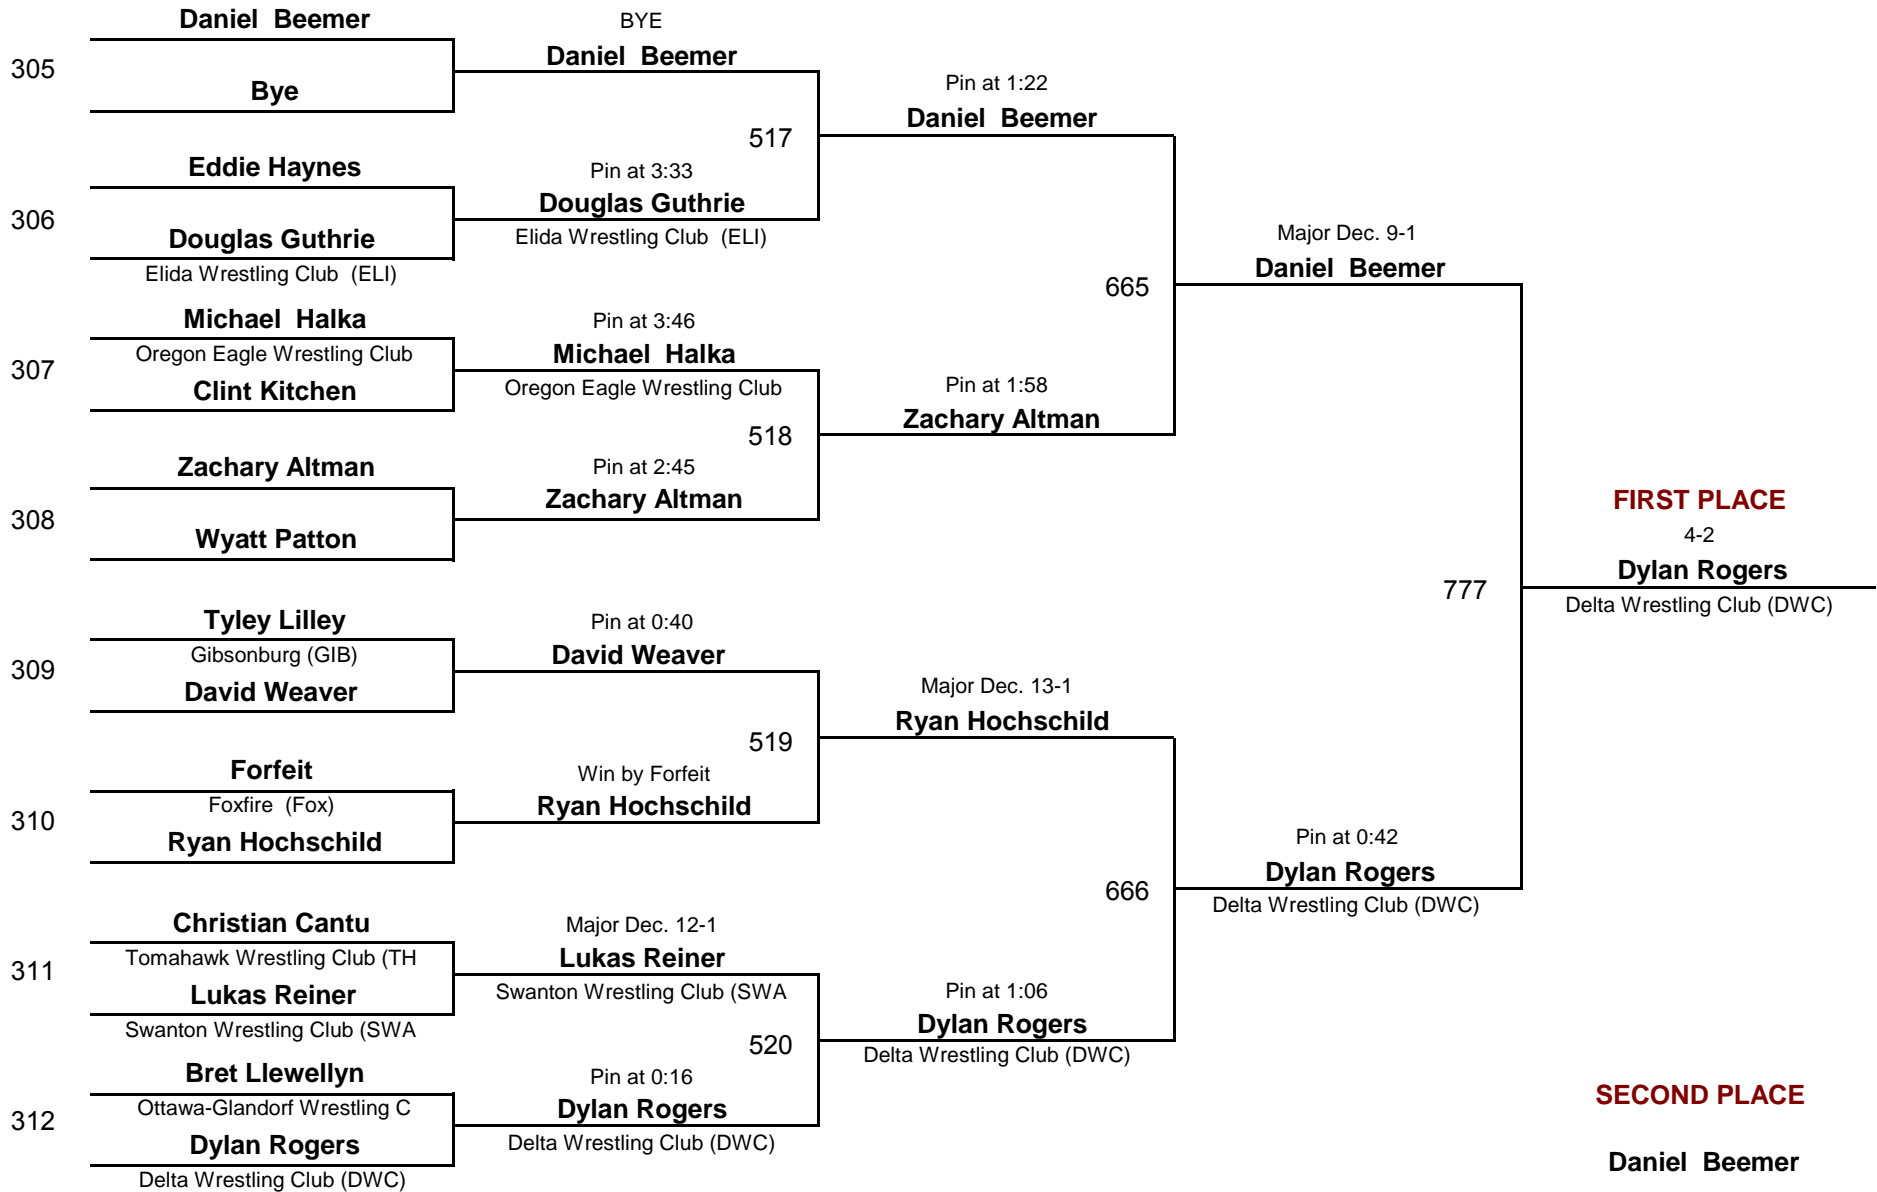 Daniel  Beemer
305
Bye
Eddie Haynes
306
Douglas Guthrie
Elida Wrestling Club  (ELI)
Michael  Halka
Oregon Eagle Wrestling Club
307
Clint Kitchen
Zachary Altman
308
Wyatt Patton
Tyley Lilley
Gibsonburg (GIB)
309
David Weaver
Forfeit
Foxfire  (Fox)
310
Ryan Hochschild
Christian Cantu
Tomahawk Wrestling Club (TH
311
Lukas Reiner
Swanton Wrestling Club (SWA
Bret Llewellyn
Ottawa-Glandorf Wrestling C
312
Dylan Rogers
Delta Wrestling Club (DWC)
BYE
Daniel  Beemer
517
Pin at 3:33
Douglas Guthrie
Elida Wrestling Club  (ELI)
Pin at 3:46
Michael  Halka
Oregon Eagle Wrestling Club
518
Pin at 2:45
Zachary Altman
Pin at 0:40
David Weaver
519
Win by Forfeit
Ryan Hochschild
Major Dec. 12-1
Lukas Reiner
Swanton Wrestling Club (SWA
520
Pin at 0:16
Dylan Rogers
Delta Wrestling Club (DWC)
Pin at 1:22
Daniel  Beemer
665
Pin at 1:58
Zachary Altman
Major Dec. 13-1
Ryan Hochschild
666
Pin at 1:06
Dylan Rogers
Delta Wrestling Club (DWC)
Major Dec. 9-1
Daniel  Beemer
777
Pin at 0:42
Dylan Rogers
Delta Wrestling Club (DWC)
FIRST PLACE
4-2
Dylan Rogers
Delta Wrestling Club (DWC)
SECOND PLACE
Daniel  Beemer